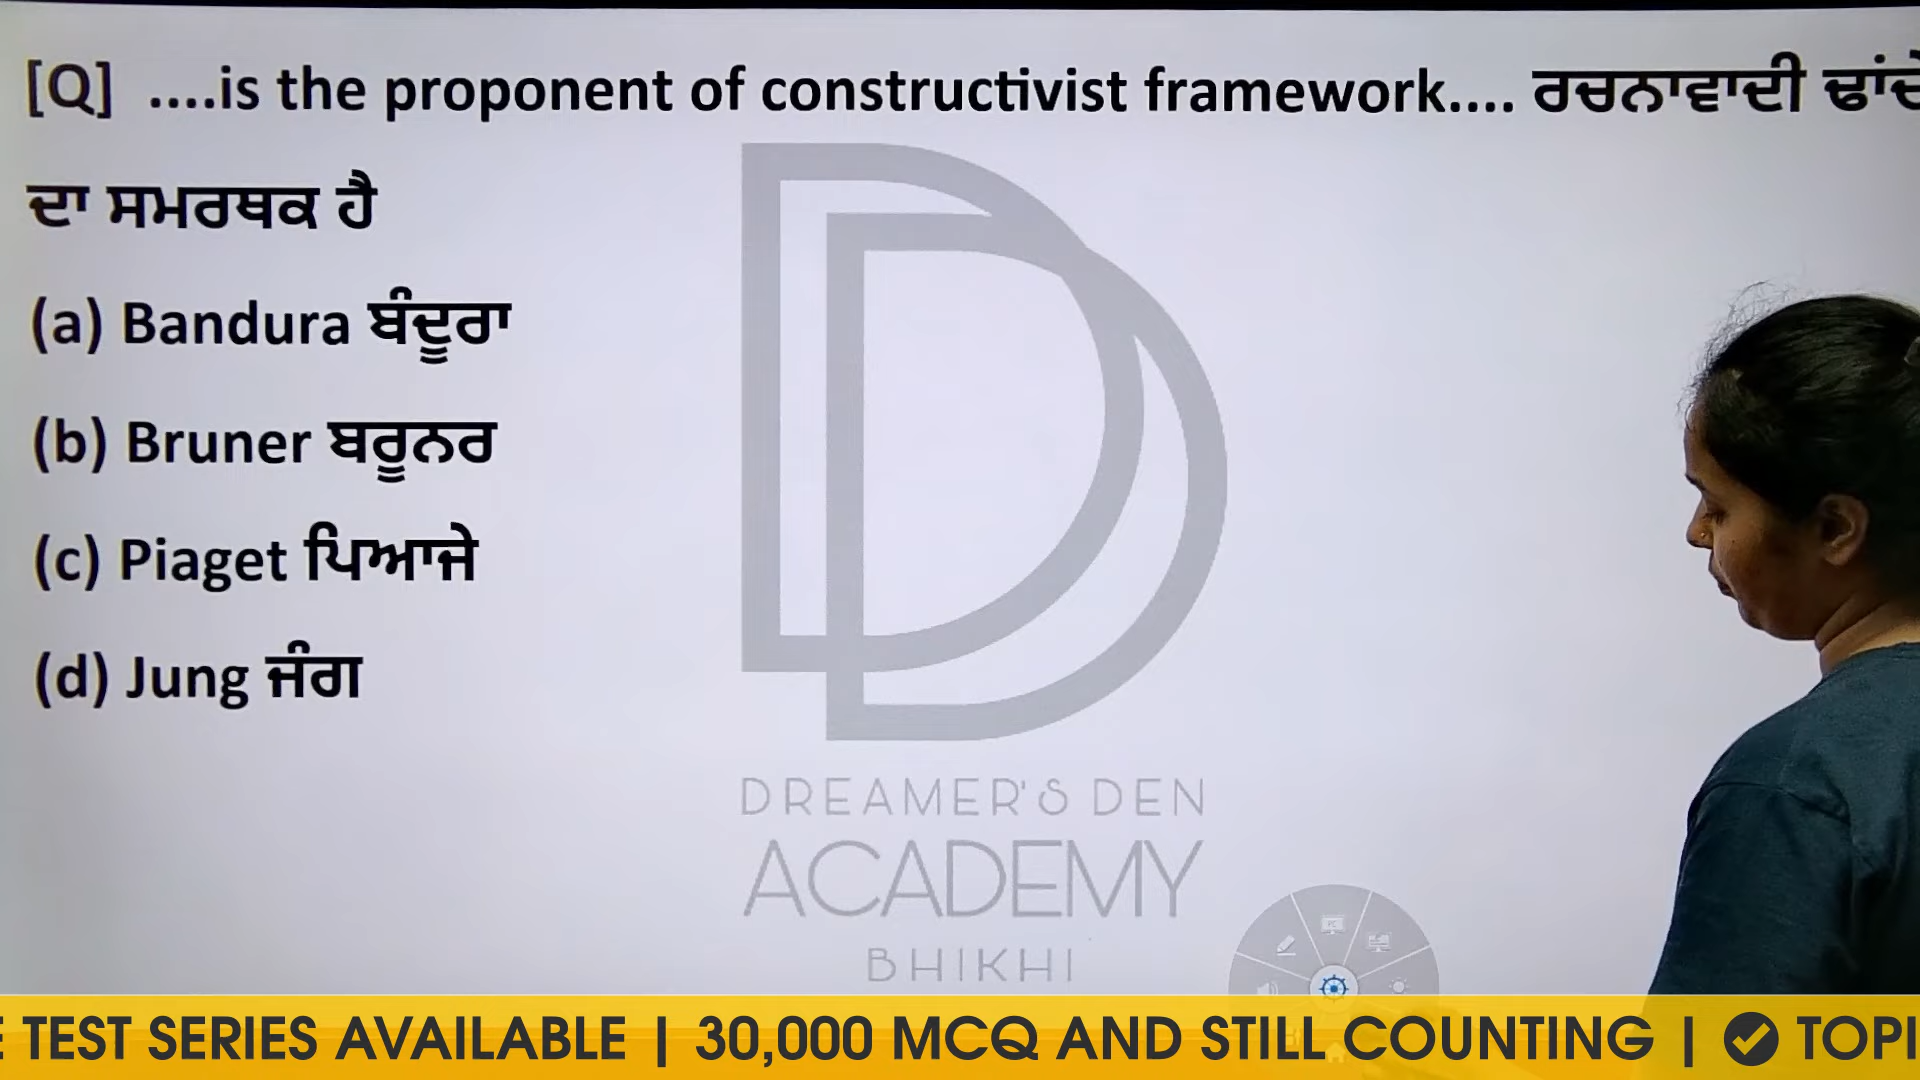 [Q] ....is the proponent of constructivist framework.... ਰਚਨਾਵਾਦੀ ਢਾਂਚੇ
ਦਾ ਸਮਰਥਕ ਹੈ
(a) Bandura ਬੰਦੂਰਾ
(b) Bruner ਬਰੂਨਰ
(c) Piaget ਪਿਆਜੇ
(d) Jung ਜੰਗ
DREAMER'S DEN
ACADEMY
BHIKHI
E TEST SERIES AVAILABLE | 30,000 MCQ AND STILL COUNTING | TOPI